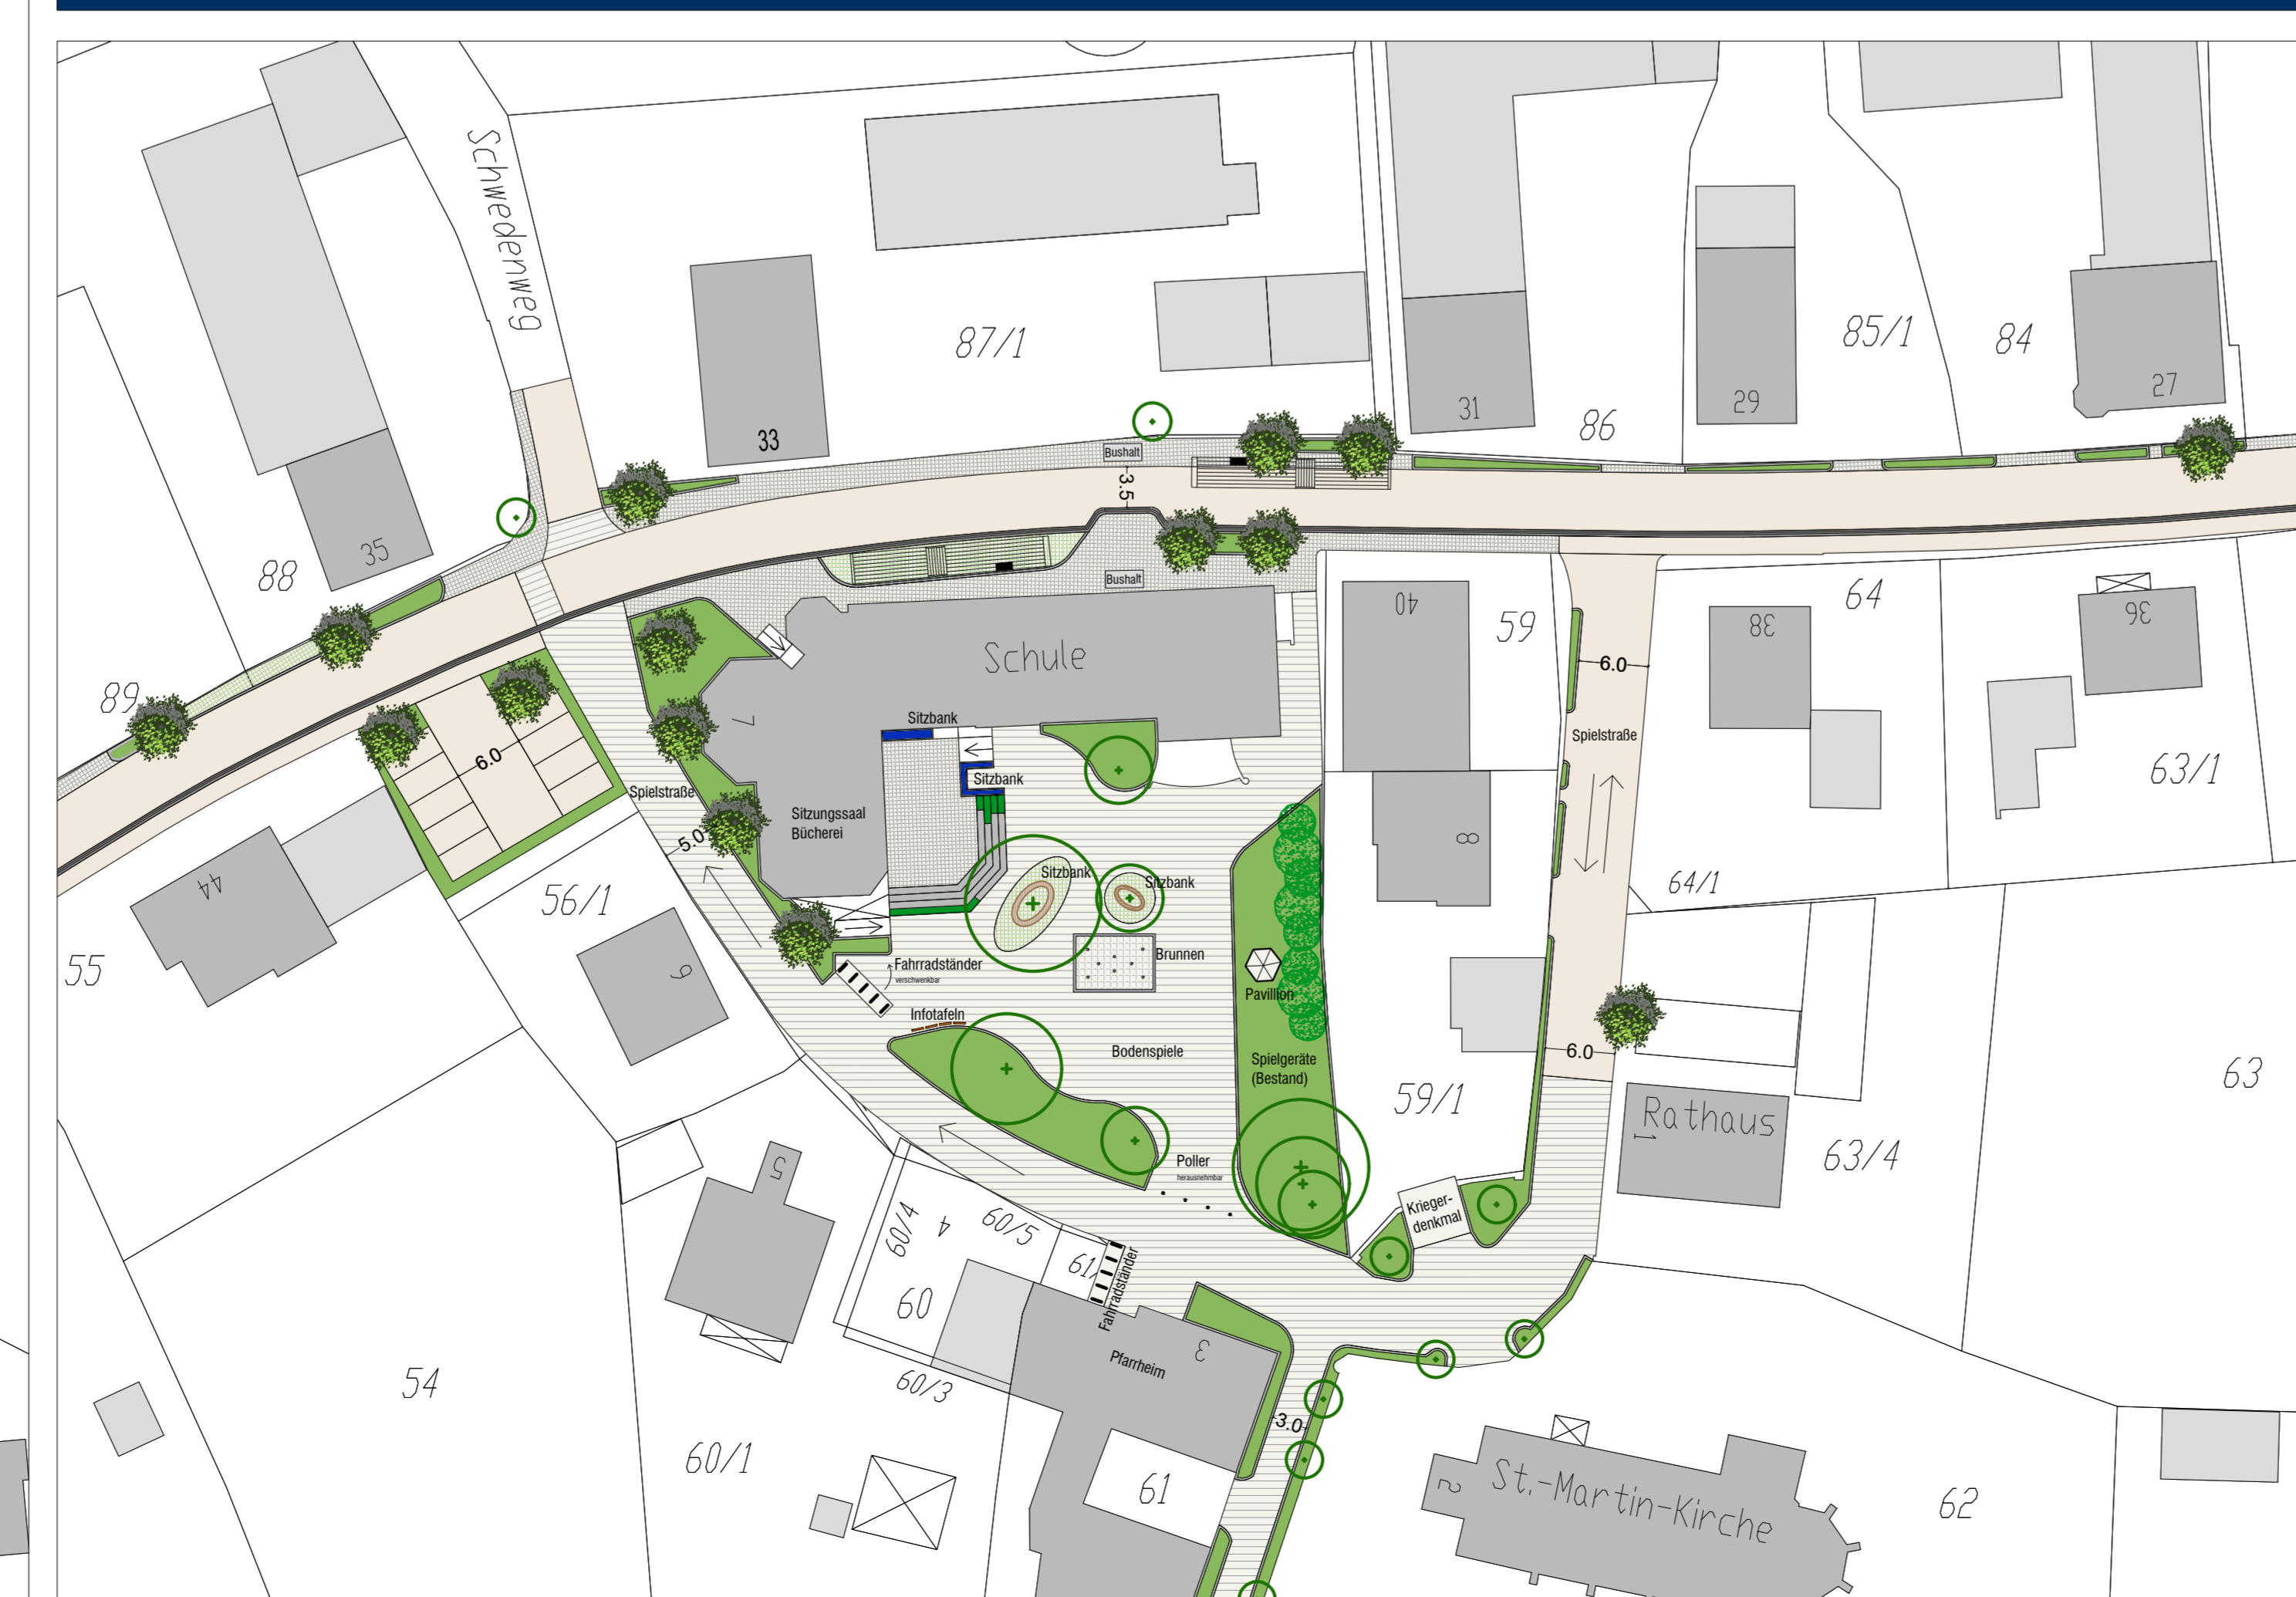 Schwedenweg
87/1
85/1
84
27
33
31
29
86
Bushalt
3.5
35
88
Bushalt
40
59
64
38
36
Schule
6.0
89
Sitzbank
7
Spielstraße
6.0
Sitzbank
63/1
Spielstraße
Sitzungssaal
Bücherei
5.0
8
44
56/1
Sitzbank
Sitzbank
64/1
55
6
Fahrradständer
verschwenkbar
Brunnen
Pavillion
Infotafeln
Bodenspiele
Spielgeräte
(Bestand)
6.0
63
59/1
Rathaus
1
63/4
5
Poller
herausnehmbar
Krieger-
denkmal
60/4
4
60/5
61/
Fahrradständer
60
3
Pfarrheim
54
60/3
3.0
60/1
61
2
St.-Martin-Kirche
62